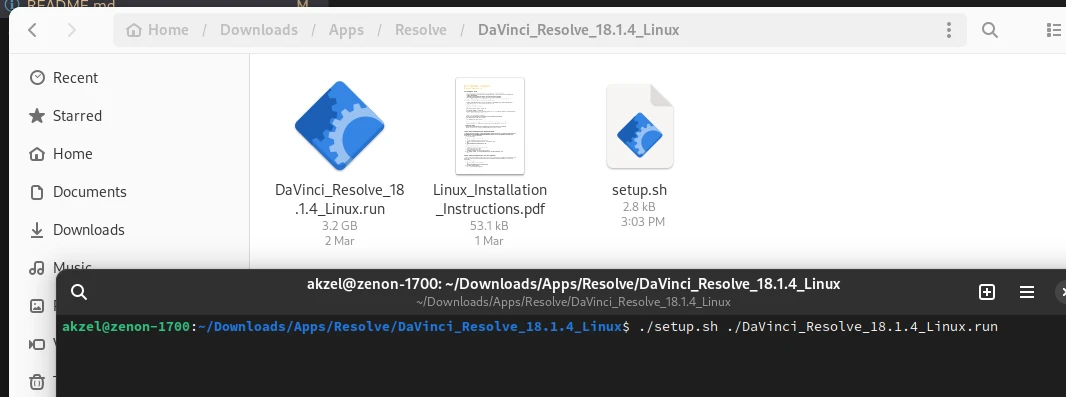 README.md
M
Home / Downloads / Apps / Resolve / DaVinci_Resolve_18.1.4_Linux
Recent
Starred
Home
Documents
Downloads
Music
DaVinci_Resolve_18
.1.4_Linux.run
3.2 GB
2 Mar
Linux_Installation
_Instructions.pdf
53.1 kB
1 Mar
setup.sh
2.8 kB
3:03 PM
akzel@zenon-1700: ~/Downloads/Apps/Resolve/DaVinci_Resolve_18.1.4_Linux
~/Downloads/Apps/Resolve/DaVinci_Resolve_18.1.4_Linux
akzel@zenon-1700:~/Downloads/Apps/Resolve/DaVinci_Resolve_18.1.4_Linux$ ./setup.sh ./DaVinci_Resolve_18.1.4_Linux.run